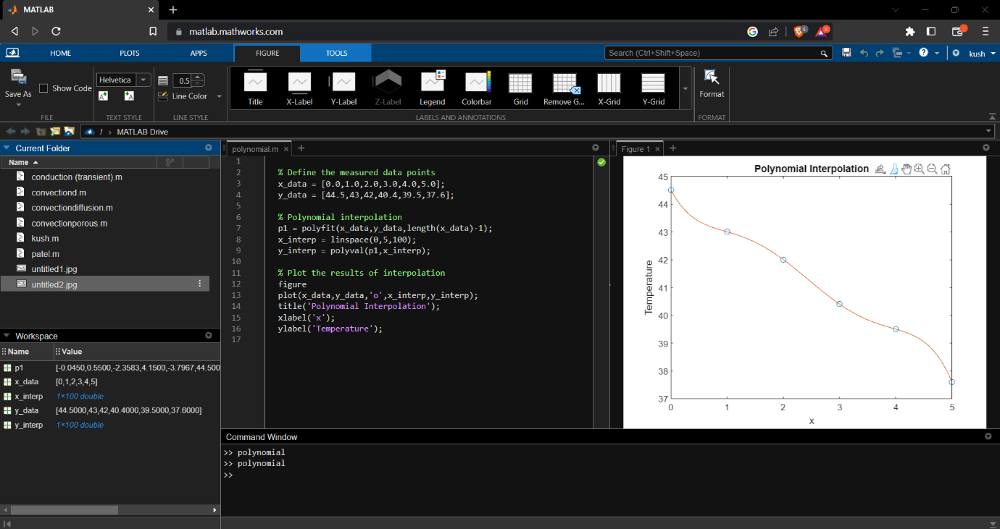 MATLAB
matlab.mathworks.com
5
8
HOME PLOTS APPS FIGURE TOOLS
Search (Ctrl+Shift+Space)
? kush
Save As
Show Code
Helvetica
A A
0.5
Line Color
Title X-Label Y-Label Z-Label Legend Colorbar Grid Remove G... X-Grid Y-Grid
Format
FILE TEXT STYLE LINE STYLE LABELS AND ANNOTATIONS FORMAT
/ > MATLAB Drive
Current Folder
Name
conduction (transient).m
convectiond.m
convectiondiffusion.m
convectionporous.m
kush.m
patel.m
untitled1.jpg
untitled2.jpg
Workspace
Name Value
p1 [-0.0450,0.5500,-2.3583,4.1500,-3.7967,44.500
x_data [0,1,2,3,4,5]
x_interp 1×100 double
y_data [44.5000,43,42,40.4000,39.5000,37.6000]
y_interp 1×100 double
polynomial.m
1
2 % Define the measured data points
3 x_data = [0.0,1.0,2.0,3.0,4.0,5.0];
4 y_data = [44.5,43,42,40.4,39.5,37.6];
5
6 % Polynomial interpolation
7 p1 = polyfit(x_data,y_data,length(x_data)-1);
8 x_interp = linspace(0,5,100);
9 y_interp = polyval(p1,x_interp);
10
11 % Plot the results of interpolation
12 figure
13 plot(x_data,y_data,'o',x_interp,y_interp);
14 title('Polynomial Interpolation');
15 xlabel('x');
16 ylabel('Temperature');
17
Figure 1
Polynomial Interpolation
45
44
43
42
41
40
39
38
37
Temperature
0 1 2 3 4 5
x
Command Window
>> polynomial
>> polynomial
>>